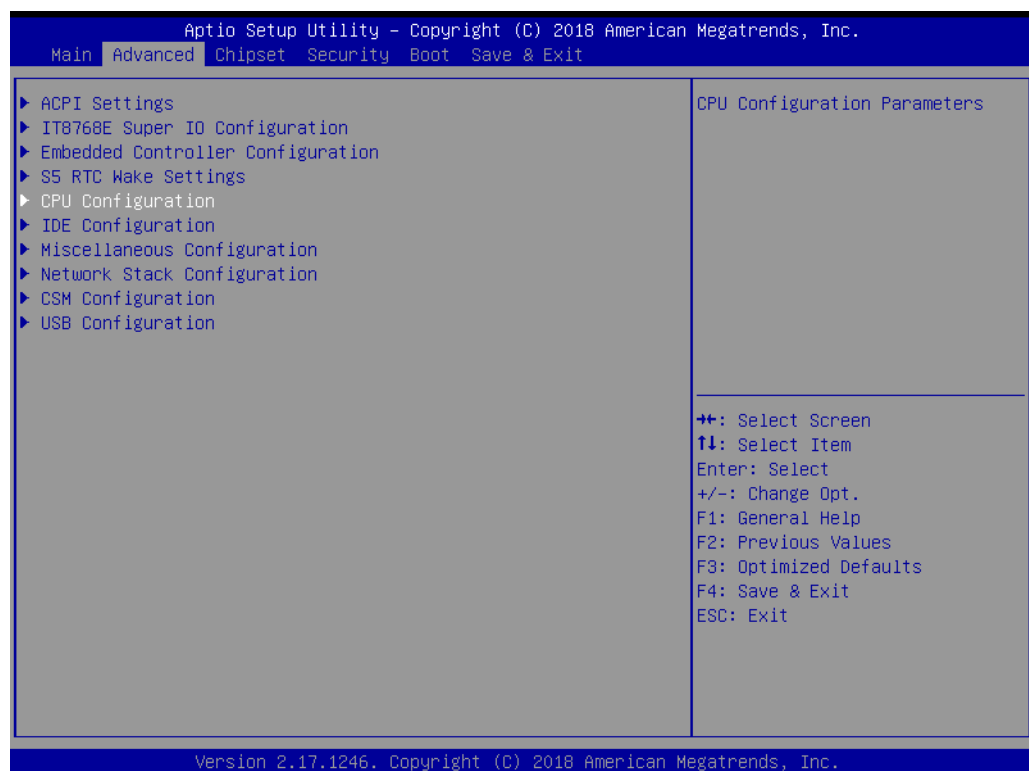 Aptio Setup Utility – Copyright (C) 2018 American Megatrends, Inc.
Main Advanced Chipset Security Boot Save & Exit
ACPI Settings
IT8768E Super IO Configuration
Embedded Controller Configuration
S5 RTC Wake Settings
CPU Configuration
IDE Configuration
Miscellaneous Configuration
Network Stack Configuration
CSM Configuration
USB Configuration
CPU Configuration Parameters
→←: Select Screen
↑↓: Select Item
Enter: Select
+/-: Change Opt.
F1: General Help
F2: Previous Values
F3: Optimized Defaults
F4: Save & Exit
ESC: Exit
Version 2.17.1246. Copyright (C) 2018 American Megatrends, Inc.